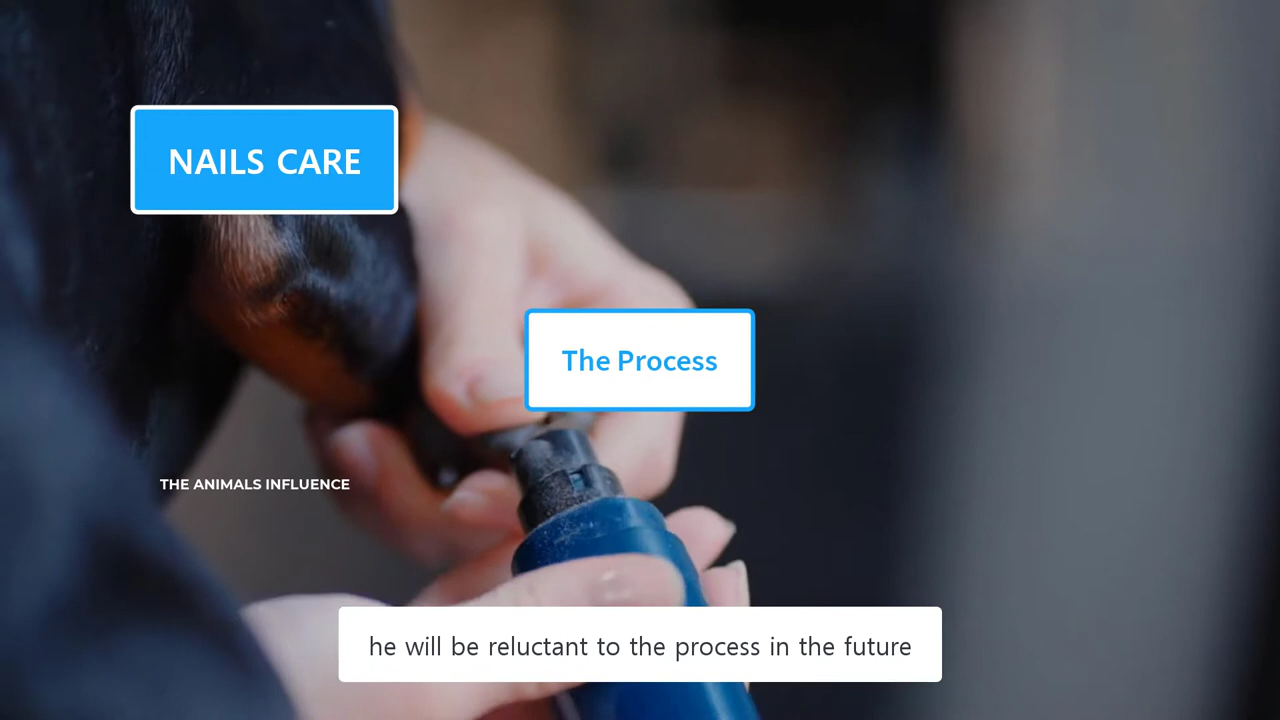 NAILS CARE
The Process
THE ANIMALS INFLUENCE
he will be reluctant to the process in the future